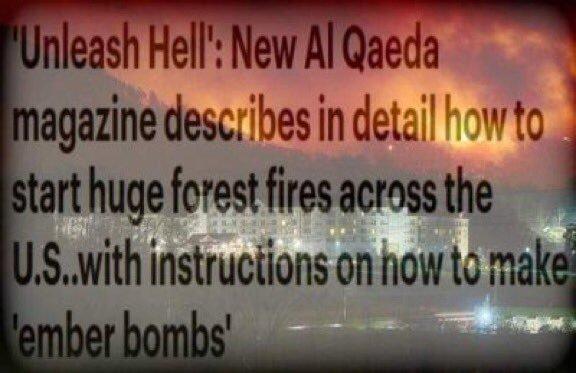 'Unleash Hell': New Al Qaeda
magazine describes in detail how to
start huge forest fires across the
U.S..with instructions on how to make
'ember bombs'